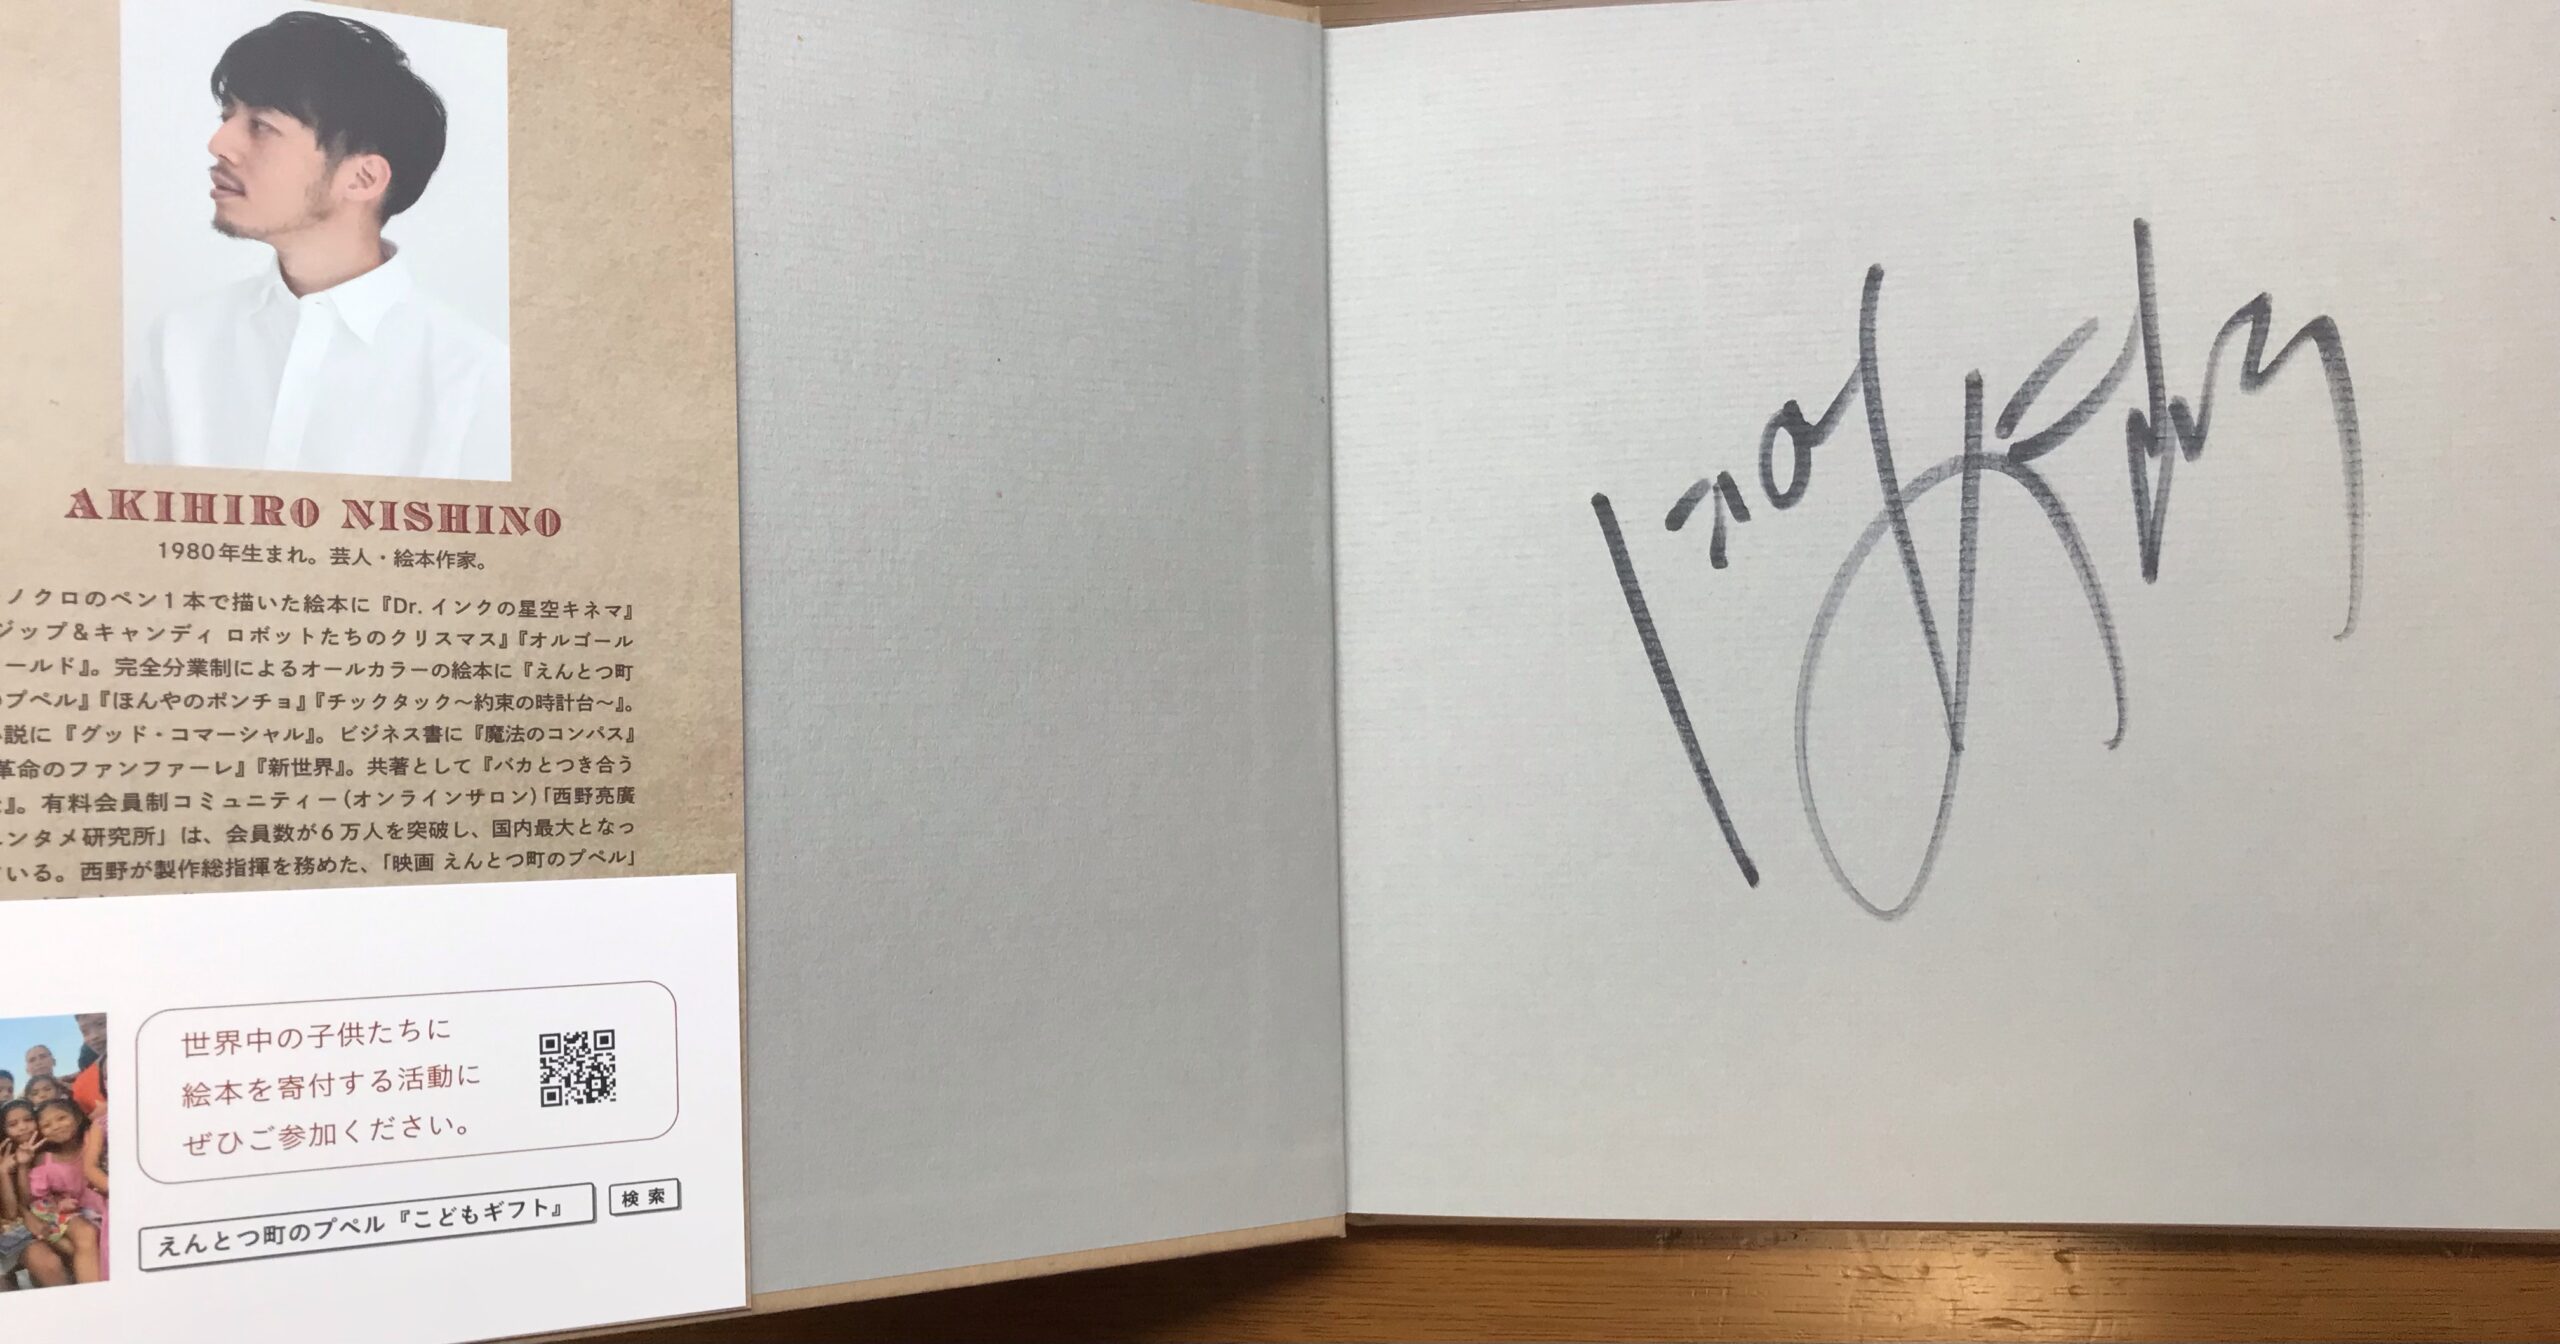 AKIHIRO NISHINO
1980年生まれ。芸人・絵本作家。
ノクロのペン1本で描いた絵本に『Dr. インクの星空キネマ』
ジップ&キャンディ ロボットたちのクリスマス』『オルゴール
ールド』。完全分業制によるオールカラーの絵本に『えんとつ町
のプペル』『ほんやのポンチョ』『チックタック〜約束の時計台〜』。
説に『グッド・コマーシャル』。ビジネス書に『魔法のコンパス』
革命のファンファーレ』『新世界』。共著として『バカとつき合う
』。有料会員制コミュニティー(オンラインサロン)「西野亮廣
ンタメ研究所」は、会員数が6万人を突破し、国内最大となっ
いる。西野が製作総指揮を務めた、「映画 えんとつ町のプペル」
世界中の子供たちに
絵本を寄付する活動に
ぜひご参加ください。
えんとつ町のプペル『こどもギフト』 検索